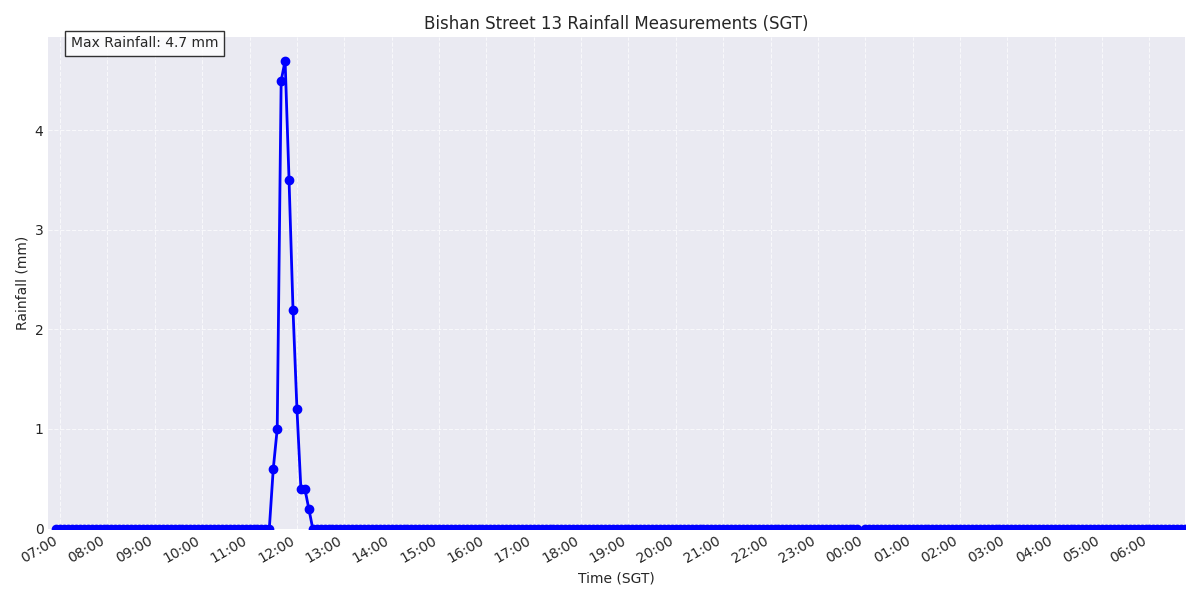 Bishan Street 13 Rainfall Measurements (SGT)
Max Rainfall: 4.7 mm
Rainfall (mm)
4
3
2
1
0
07:00 08:00 09:00 10:00 11:00 12:00 13:00 14:00 15:00 16:00 17:00 18:00 19:00 20:00 21:00 22:00 23:00 00:00 01:00 02:00 03:00 04:00 05:00 06:00
Time (SGT)